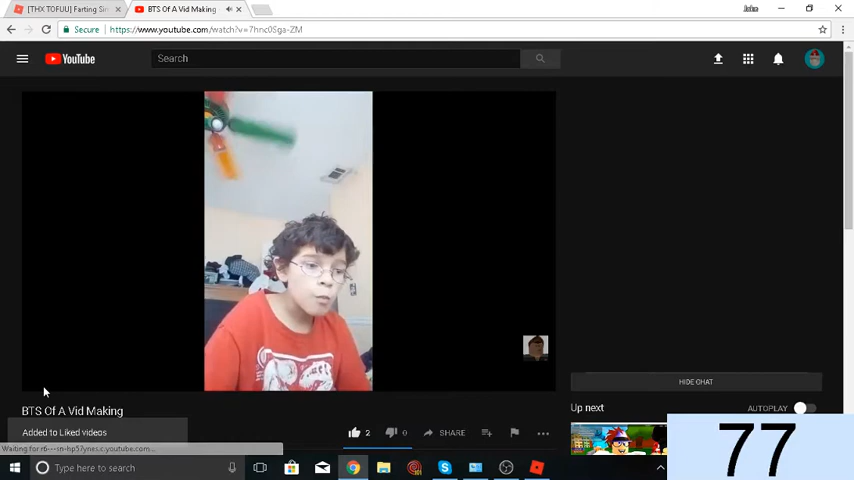 [THX TOFUU] Farting Sim
BTS Of A Vid Making
John
Secure
https://www.youtube.com/watch?v=7hnc0Sga-ZM
YouTube
Search
HIDE CHAT
BTS Of A Vid Making
Up next
AUTOPLAY
Added to Liked videos
2
0
SHARE
77
Type here to search